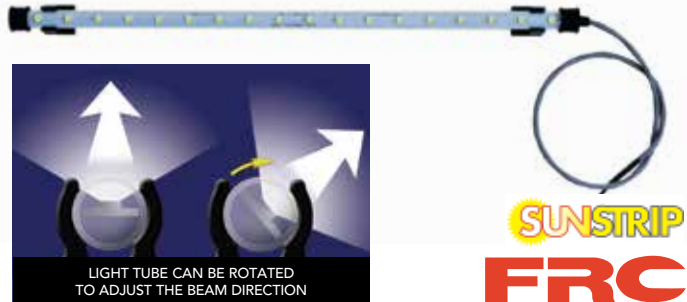 LIGHT TUBE CAN BE ROTATED
TO ADJUST THE BEAM DIRECTION
SUNSTRIP
FRC